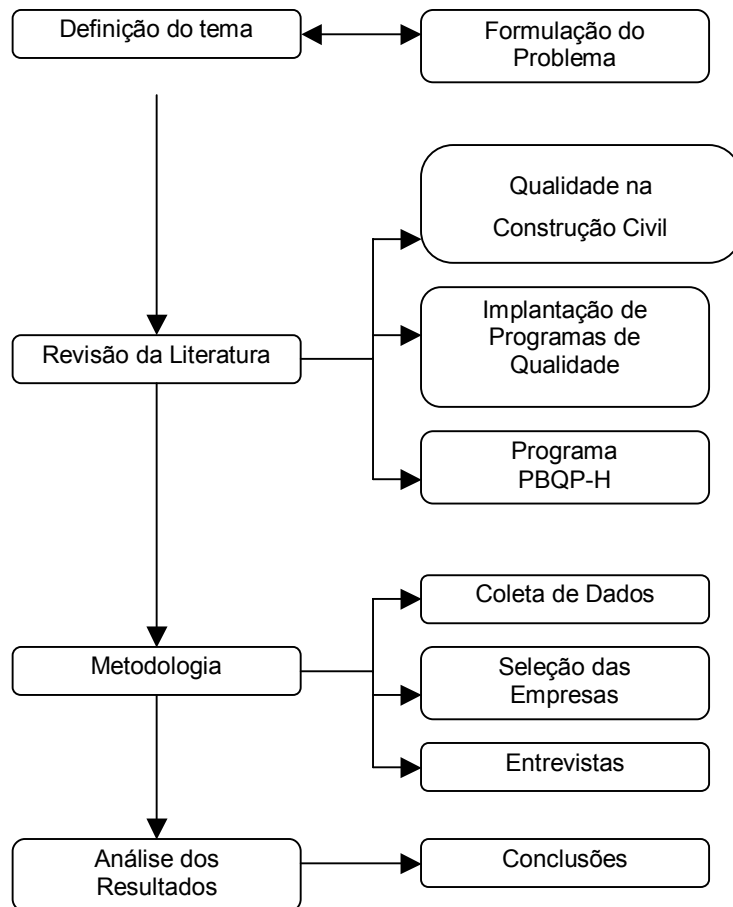 Definição do tema
Formulação do
Problema
Qualidade na
Construção Civil
Revisão da Literatura
Implantação de
Programas de
Qualidade
Programa
PBQP-H
Metodologia
Coleta de Dados
Seleção das
Empresas
Entrevistas
Análise dos
Resultados
Conclusões